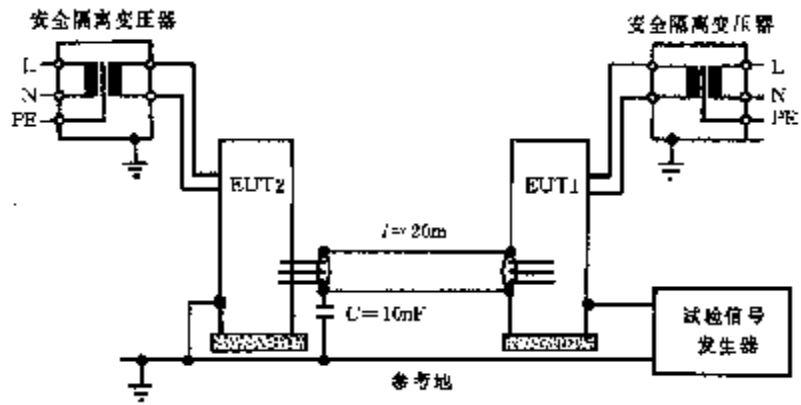 安全隔离变压器
安全隔离变压器
L
N
PE
L
N
PE
EUT2
EUT1
l=20m
C=10nF
试验信号
发生器
参考地